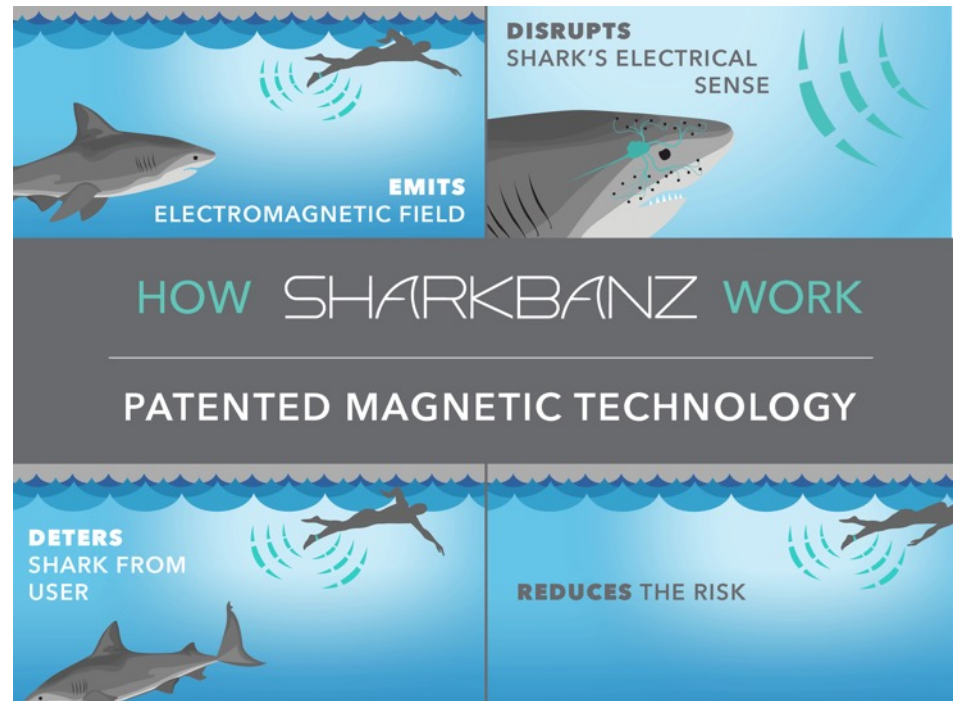 EMITS
ELECTROMAGNETIC FIELD
DISRUPTS
SHARK'S ELECTRICAL
SENSE
HOW SHARKBANZ WORK
PATENTED MAGNETIC TECHNOLOGY
DETERS
SHARK FROM
USER
REDUCES THE RISK